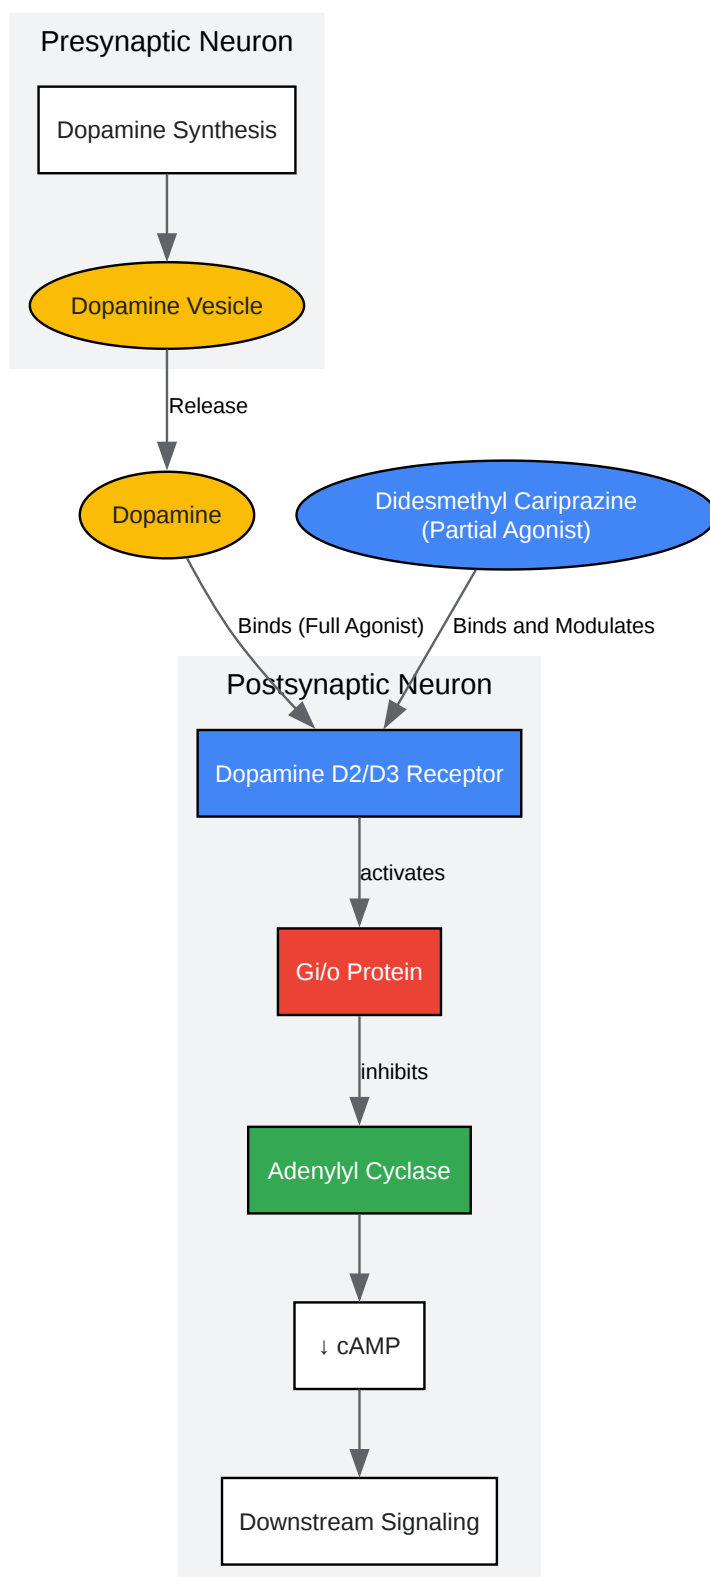 Presynaptic Neuron
Dopamine Synthesis
Dopamine Vesicle
Release
Dopamine
Didesmethyl Cariprazine
(Partial Agonist)
Binds (Full Agonist)
Binds and Modulates
Postsynaptic Neuron
Dopamine D2/D3 Receptor
activates
Gi/o Protein
inhibits
Adenylyl Cyclase
↓ cAMP
Downstream Signaling